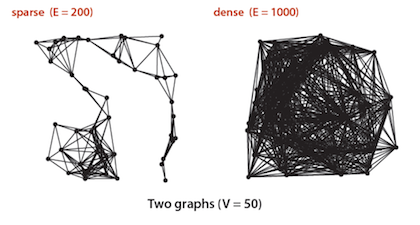 sparse (E = 200)
dense (E = 1000)
Two graphs (V = 50)